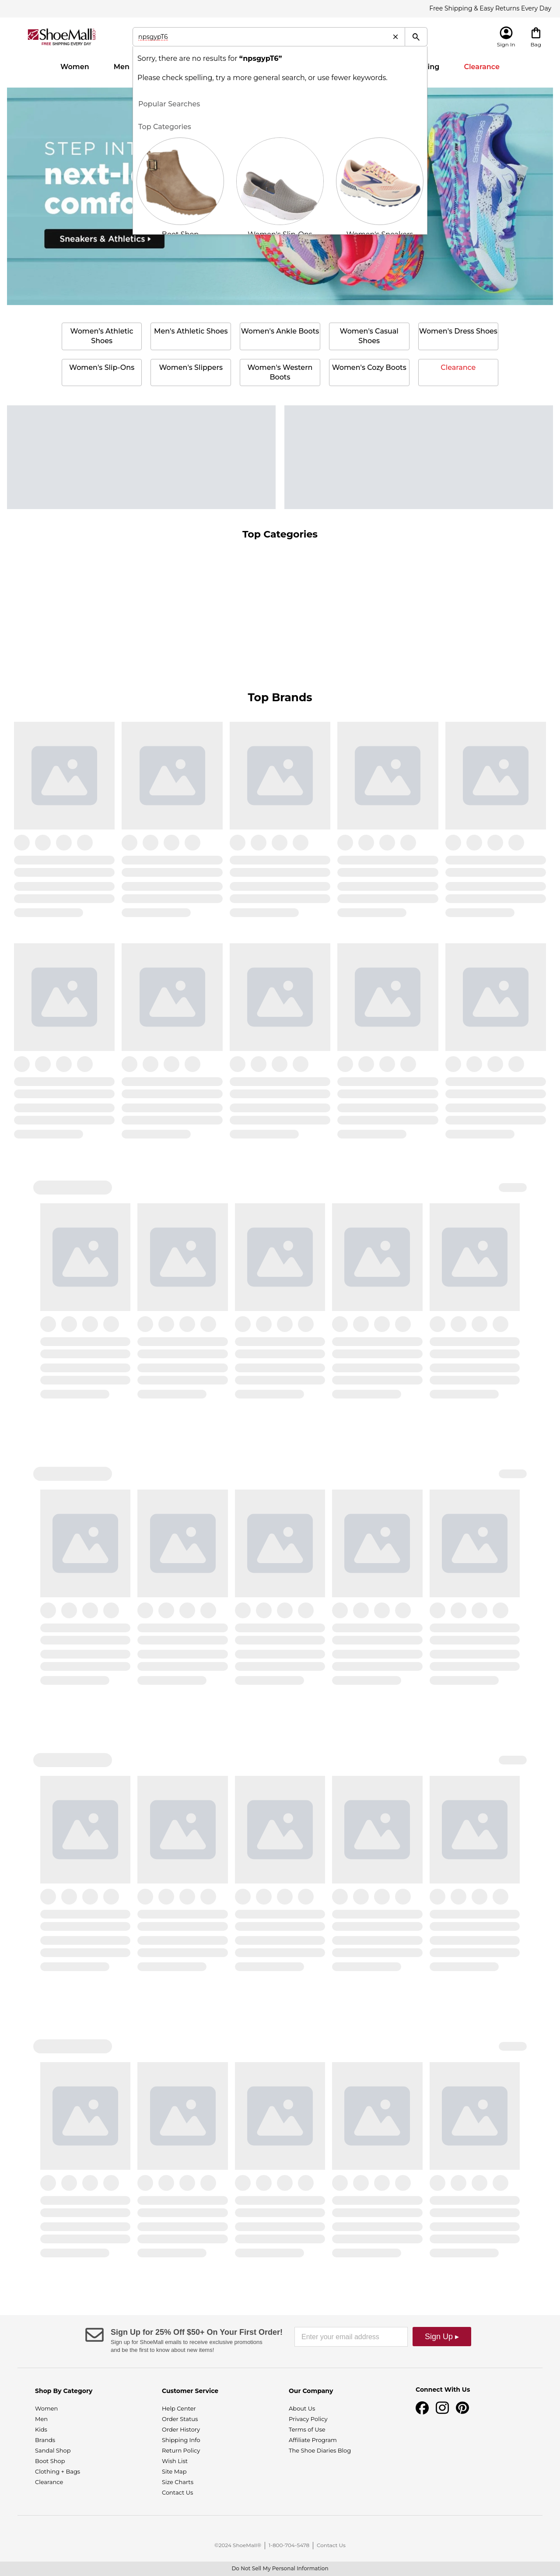 Free Shipping & Easy Returns Every Day
ShoeMall
FREE SHIPPING EVERY DAY
npsgypT6
Sign In
Bag
Sorry, there are no results for “npsgypT6”
Please check spelling, try a more general search, or use fewer keywords.
Popular Searches
Top Categories
Women
Men
ing
Clearance
STEP INT
next-l
comfo
Sneakers & Athletics
Boot Shop
Women's Slip-Ons
Women's Sneakers
Women's Athletic
Shoes
Men's Athletic Shoes
Women's Ankle Boots
Women's Casual
Shoes
Women's Dress Shoes
Women's Slip-Ons
Women's Slippers
Women's Western
Boots
Women's Cozy Boots
Clearance
Top Categories
Top Brands
Sign Up for 25% Off $50+ On Your First Order!
Sign up for ShoeMall emails to receive exclusive promotions
and be the first to know about new items!
Enter your email address
Sign Up ▸
Shop By Category
Women
Men
Kids
Brands
Sandal Shop
Boot Shop
Clothing + Bags
Clearance
Customer Service
Help Center
Order Status
Order History
Shipping Info
Return Policy
Wish List
Site Map
Size Charts
Contact Us
Our Company
About Us
Privacy Policy
Terms of Use
Affiliate Program
The Shoe Diaries Blog
Connect With Us
©2024 ShoeMall® | 1-800-704-5478 | Contact Us
Do Not Sell My Personal Information